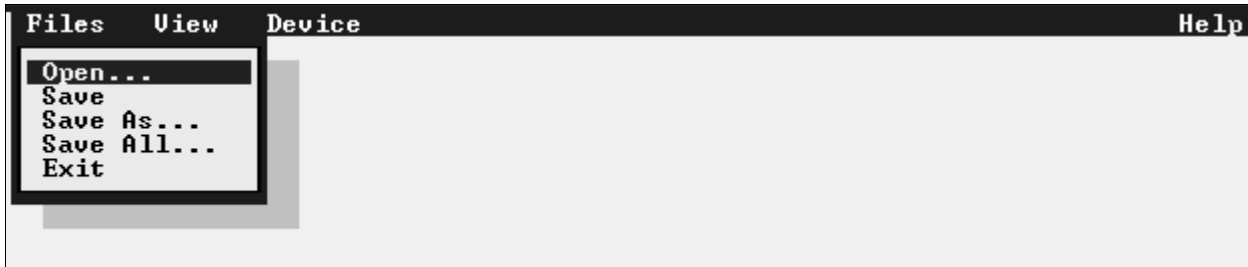 Files View Device Help
Open...
Save
Save As...
Save All...
Exit